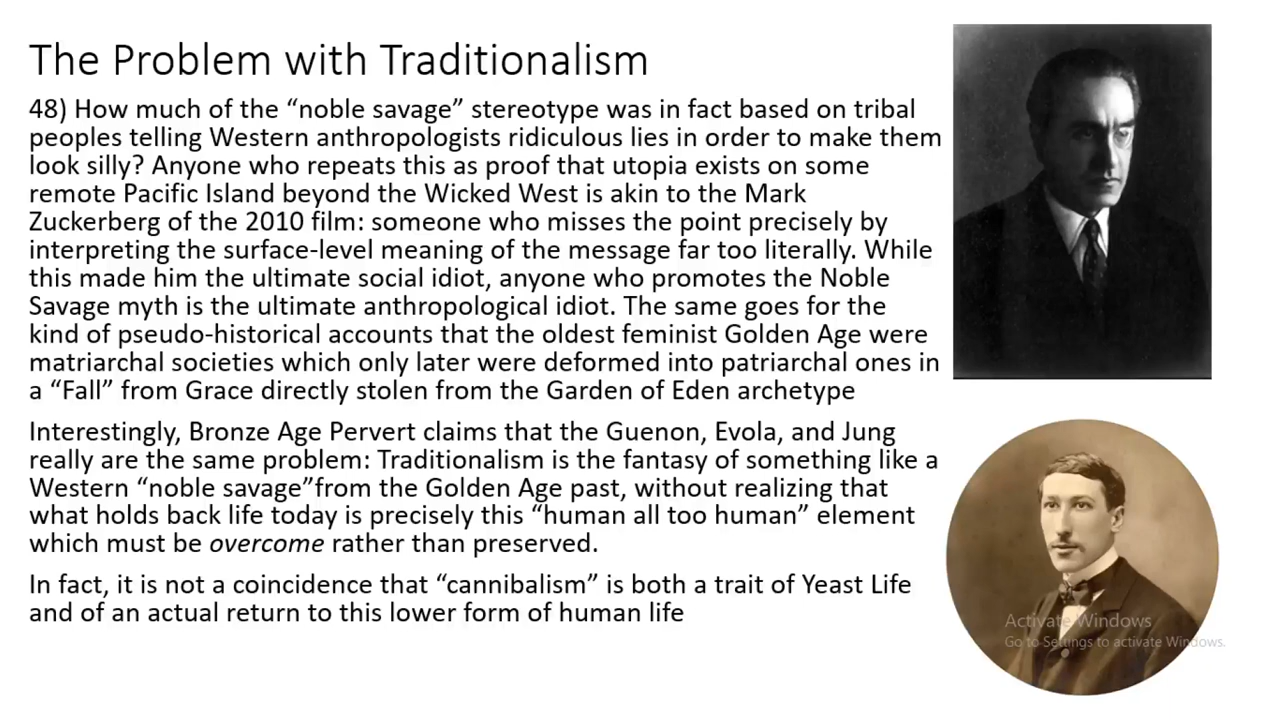 The Problem with Traditionalism
48) How much of the “noble savage” stereotype was in fact based on tribal
peoples telling Western anthropologists ridiculous lies in order to make them
look silly? Anyone who repeats this as proof that utopia exists on some
remote Pacific Island beyond the Wicked West is akin to the Mark
Zuckerberg of the 2010 film: someone who misses the point precisely by
interpreting the surface-level meaning of the message far too literally. While
this made him the ultimate social idiot, anyone who promotes the Noble
Savage myth is the ultimate anthropological idiot. The same goes for the
kind of pseudo-historical accounts that the oldest feminist Golden Age were
matriarchal societies which only later were deformed into patriarchal ones in
a “Fall” from Grace directly stolen from the Garden of Eden archetype
Interestingly, Bronze Age Pervert claims that the Guenon, Evola, and Jung
really are the same problem: Traditionalism is the fantasy of something like a
Western “noble savage”from the Golden Age past, without realizing that
what holds back life today is precisely this “human all too human” element
which must be overcome rather than preserved.
In fact, it is not a coincidence that “cannibalism” is both a trait of Yeast Life
and of an actual return to this lower form of human life
Activate Windows
Go to Settings to activate Windows.